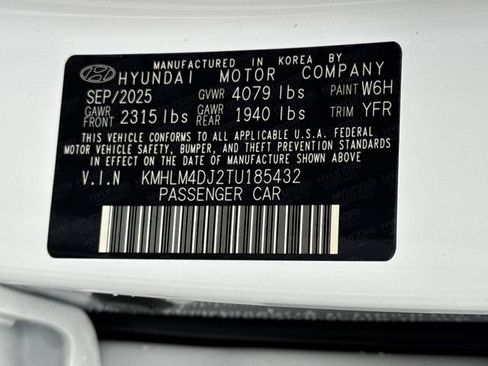 MANUFACTURED IN KOREA BY
HYUNDAI MOTOR COMPANY
SEP/2025 GVWR 4079 lbs PAINT W6H
GAWR FRONT 2315 lbs GAWR REAR 1940 lbs TRIM YFR
THIS VEHICLE CONFORMS TO ALL APPLICABLE U.S.A. FEDERAL
MOTOR VEHICLE SAFETY, BUMPER, AND THEFT PREVENTION STANDARDS
IN EFFECT ON THE DATE OF MANUFACTURE SHOWN ABOVE.
V.I.N KMHLM4DJ2TU185432
PASSENGER CAR